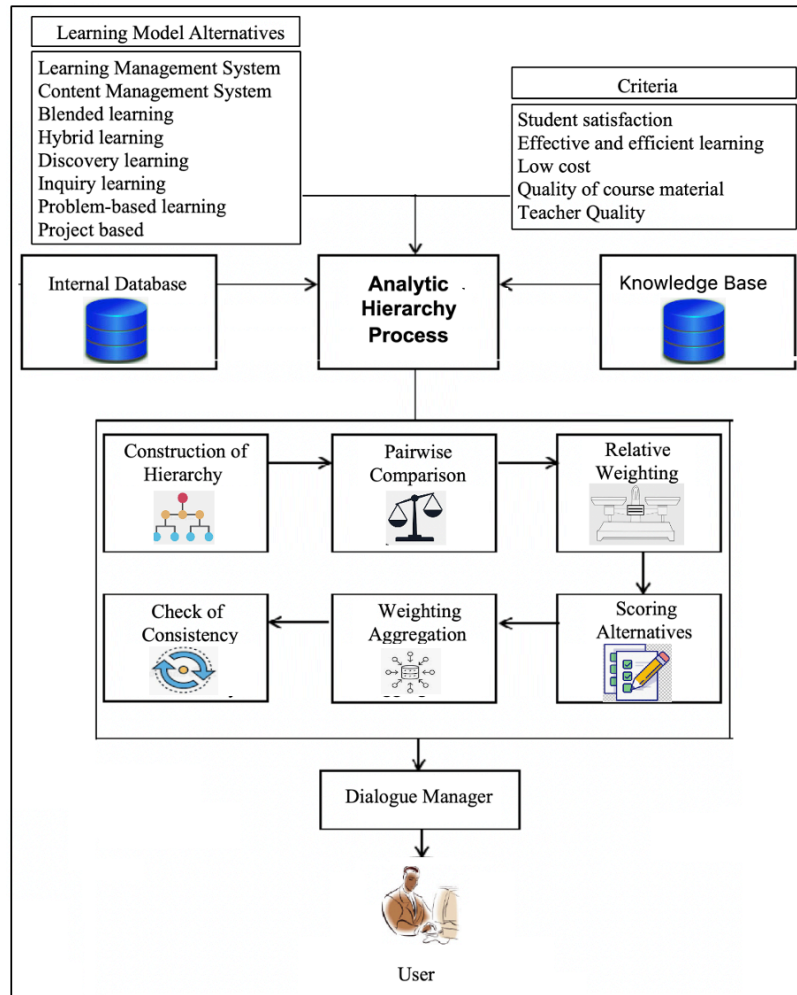 Learning Model Alternatives
Learning Management System
Content Management System
Blended learning
Hybrid learning
Discovery learning
Inquiry learning
Problem-based learning
Project based
Criteria
Student satisfaction
Effective and efficient learning
Low cost
Quality of course material
Teacher Quality
Internal Database
Analytic
Hierarchy
Process
Knowledge Base
Construction of
Hierarchy
Pairwise
Comparison
Relative
Weighting
Check of
Consistency
Weighting
Aggregation
Scoring
Alternatives
Dialogue Manager
User